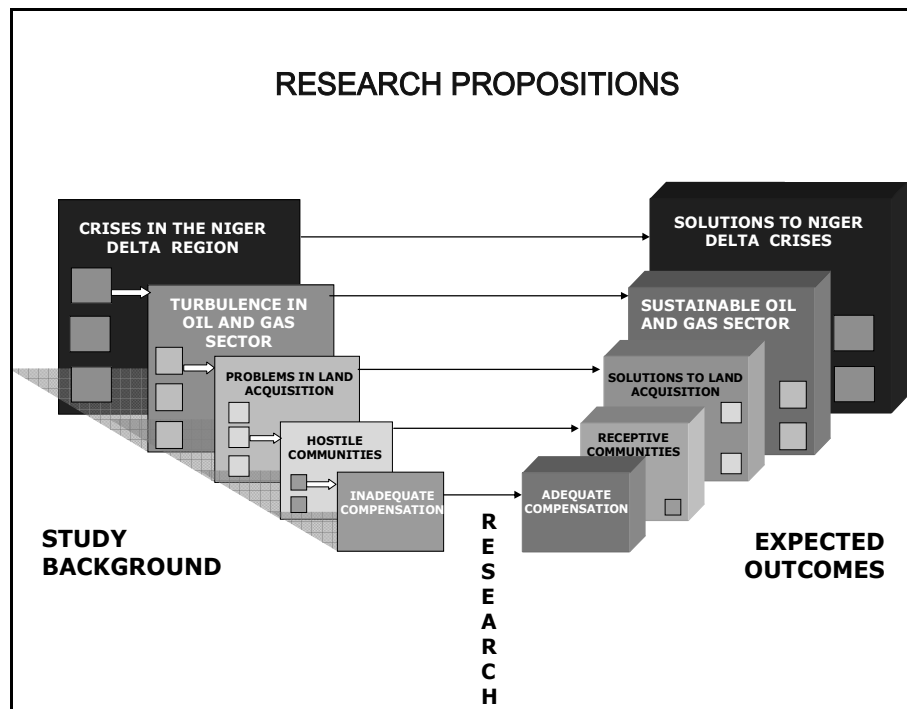 RESEARCH PROPOSITIONS
CRISES IN THE NIGER
DELTA REGION
TURBULENCE IN
OIL AND GAS
SECTOR
PROBLEMS IN LAND
ACQUISITION
HOSTILE
COMMUNITIES
INADEQUATE
COMPENSATION
STUDY
BACKGROUND
R
E
S
E
A
R
C
H
SOLUTIONS TO NIGER
DELTA CRISES
SUSTAINABLE OIL
AND GAS SECTOR
SOLUTIONS TO LAND
ACQUISITION
RECEPTIVE
COMMUNITIES
ADEQUATE
COMPENSATION
EXPECTED
OUTCOMES